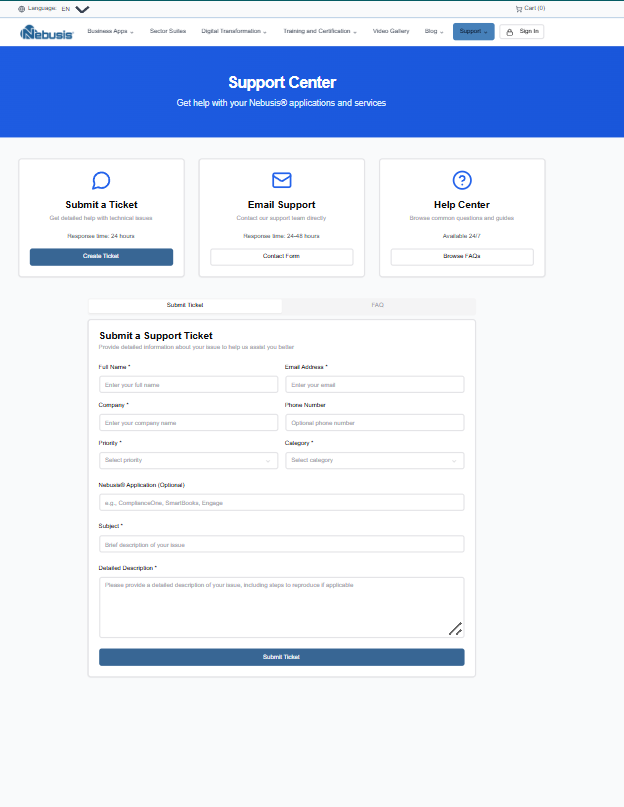 Language: EN
Cart (0)
Nebusis®
Business Apps
Sector Suites
Digital Transformation
Training and Certification
Video Gallery
Blog
Support
Sign In
Support Center
Get help with your Nebusis® applications and services
Submit a Ticket
Get detailed help with technical issues
Response time: 24 hours
Create Ticket
Email Support
Contact our support team directly
Response time: 24-48 hours
Contact Form
Help Center
Browse common questions and guides
Available 24/7
Browse FAQs
Submit Ticket
FAQ
Submit a Support Ticket
Provide detailed information about your issue to help us assist you better
Full Name *
Enter your full name
Email Address *
Enter your email
Company *
Enter your company name
Phone Number
Optional phone number
Priority *
Select priority
Category *
Select category
Nebusis® Application (Optional)
e.g., ComplianceOne, SmartBooks, Engage
Subject *
Brief description of your issue
Detailed Description *
Please provide a detailed description of your issue, including steps to reproduce if applicable
Submit Ticket